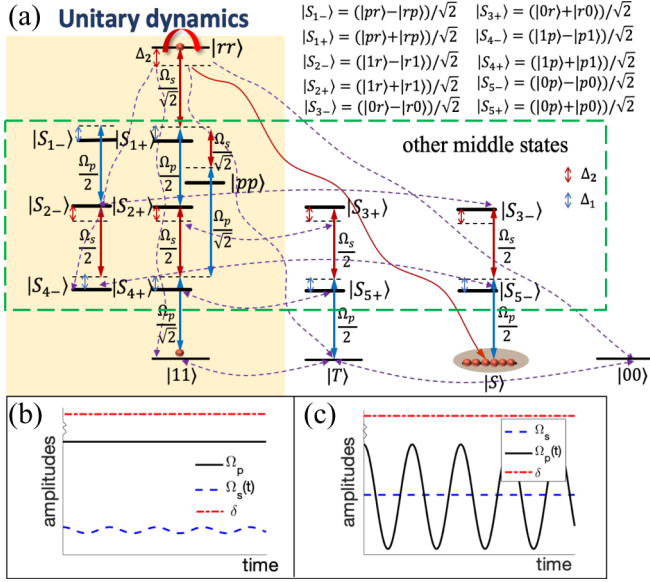 (a) Unitary dynamics
|S₁₋⟩ = (|pr⟩−|rp⟩)/√2 |S₃₊⟩ = (|0r⟩+|r0⟩)/√2
|S₁₊⟩ = (|pr⟩+|rp⟩)/√2 |S₄₋⟩ = (|1p⟩−|p1⟩)/√2
|S₂₋⟩ = (|1r⟩−|r1⟩)/√2 |S₄₊⟩ = (|1p⟩+|p1⟩)/√2
|S₂₊⟩ = (|1r⟩+|r1⟩)/√2 |S₅₋⟩ = (|0p⟩−|p0⟩)/√2
|S₃₋⟩ = (|0r⟩−|r0⟩)/√2 |S₅₊⟩ = (|0p⟩+|p0⟩)/√2
|rr⟩
Δ₂
Ωs/√2
other middle states
|S₁₋⟩ |S₁₊⟩ Ωs/√2
Δ₂
Δ₁
Ωp/2 Ωp/2 |pp⟩
|S₂₋⟩ |S₂₊⟩ |S₃₊⟩ |S₃₋⟩
Ωs/2 Ωs/2 Ωp/√2 Ωs/2 Ωs/2
|S₄₋⟩ |S₄₊⟩ |S₅₊⟩ |S₅₋⟩
Ωp/√2 Ωp/2 Ωp/2
|11⟩ |T⟩ |S⟩ |00⟩
(b)
amplitudes
Ωp
Ωs(t)
δ
time
(c)
amplitudes
Ωs
Ωp(t)
δ
time